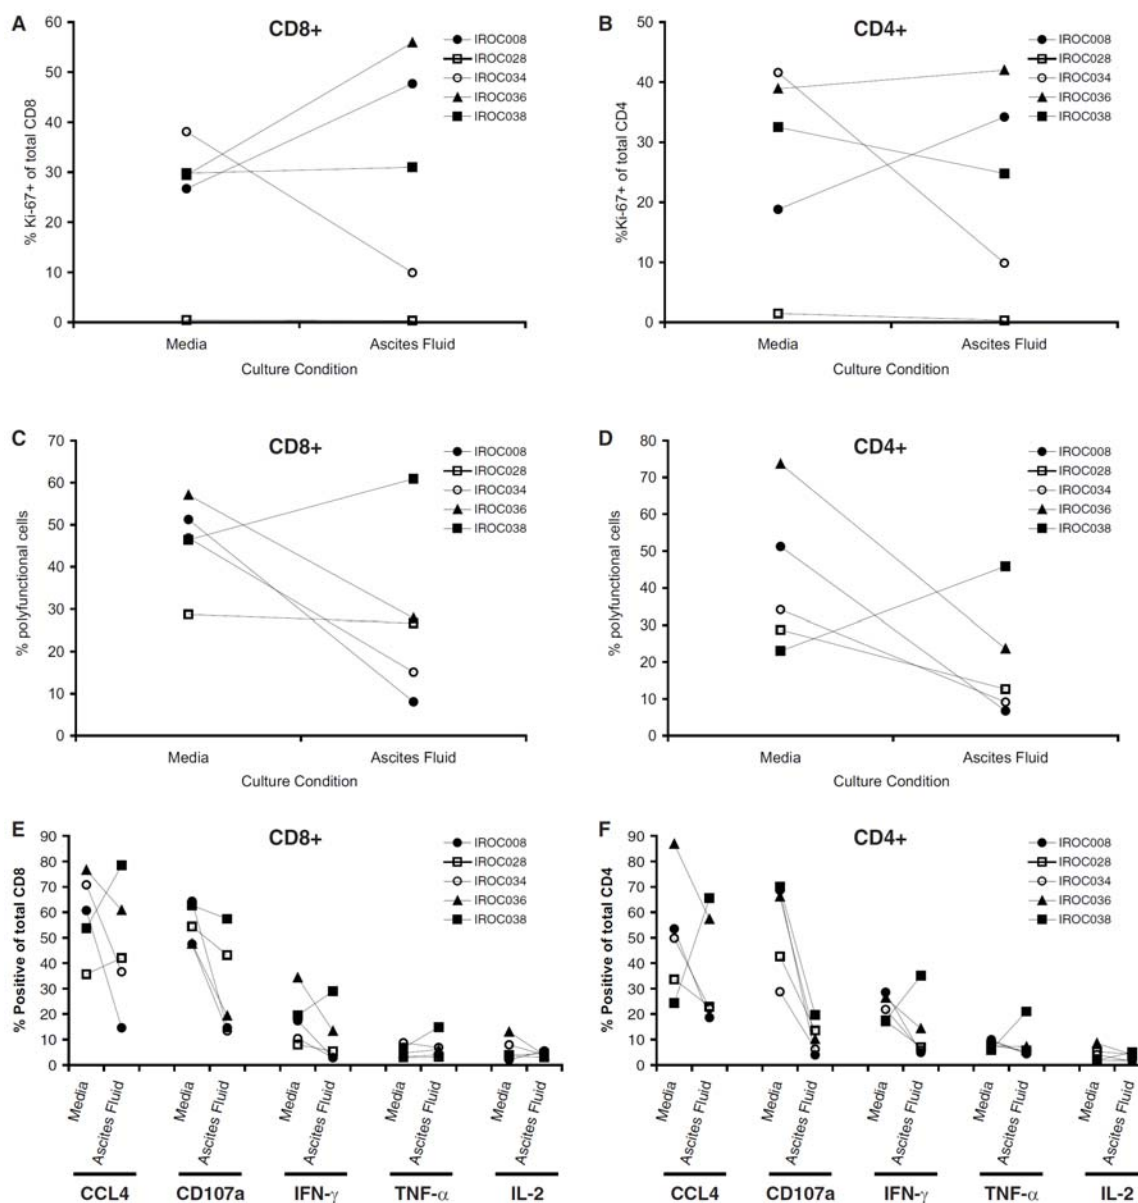 A
CD8+
% Ki-67+ of total CD8
60
50
40
30
20
10
0
IROC008
IROC028
IROC034
IROC036
IROC038
Media
Ascites Fluid
Culture Condition
B
CD4+
%Ki-67+ of total CD4
50
40
30
20
10
0
IROC008
IROC028
IROC034
IROC036
IROC038
Media
Ascites Fluid
Culture Condition
C
CD8+
% polyfunctional cells
70
60
50
40
30
20
10
0
IROC008
IROC028
IROC034
IROC036
IROC038
Media
Ascites Fluid
Culture Condition
D
CD4+
% polyfunctional cells
80
70
60
50
40
30
20
10
0
IROC008
IROC028
IROC034
IROC036
IROC038
Media
Ascites Fluid
Culture Condition
E
CD8+
% Positive of total CD8
90
80
70
60
50
40
30
20
10
0
IROC008
IROC028
IROC034
IROC036
IROC038
Media
Ascites Fluid
Media
Ascites Fluid
Media
Ascites Fluid
Media
Ascites Fluid
Media
Ascites Fluid
CCL4
CD107a
IFN-γ
TNF-α
IL-2
F
CD4+
% Positive of total CD4
90
80
70
60
50
40
30
20
10
0
IROC008
IROC028
IROC034
IROC036
IROC038
Media
Ascites Fluid
Media
Ascites Fluid
Media
Ascites Fluid
Media
Ascites Fluid
Media
Ascites Fluid
CCL4
CD107a
IFN-γ
TNF-α
IL-2